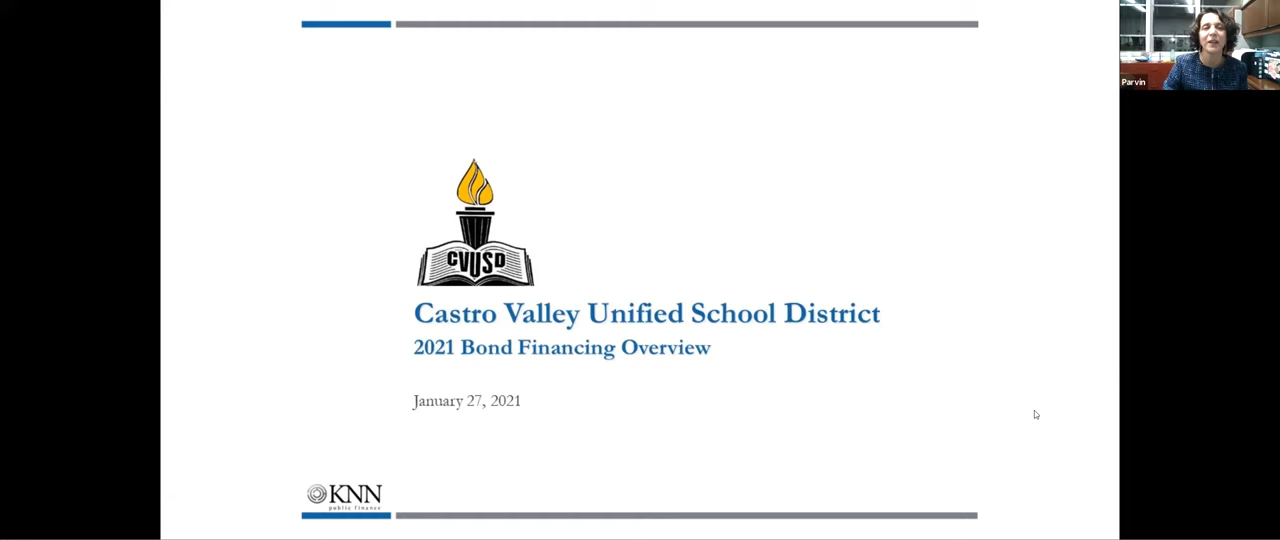 Parvin
CVUSD
Castro Valley Unified School District
2021 Bond Financing Overview
January 27, 2021
KNN
public finance